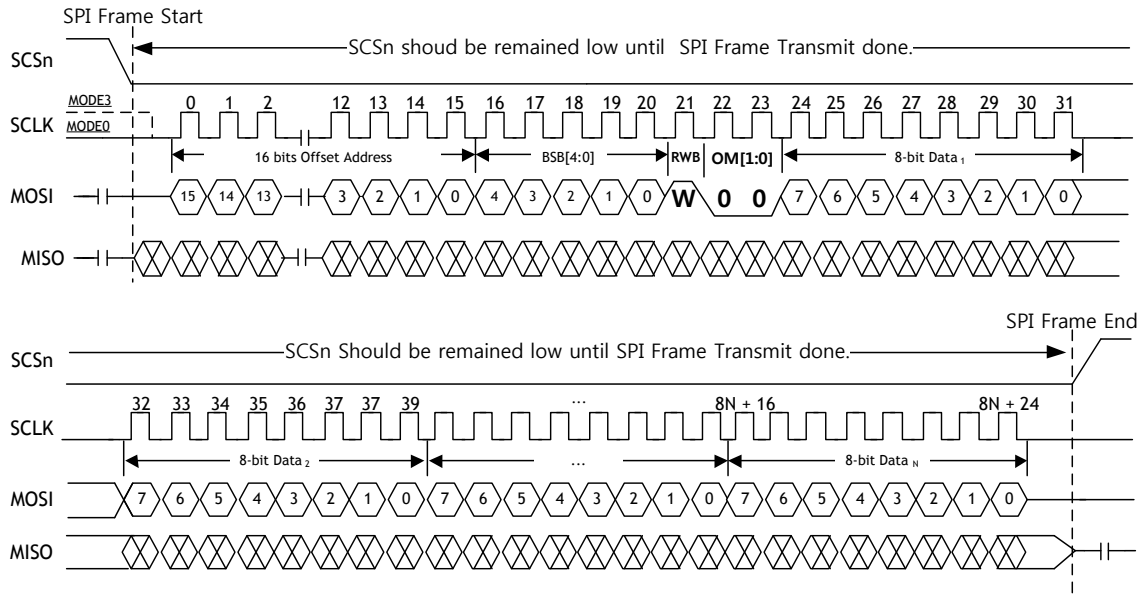 SPI Frame Start
SCSn
SCSn shoud be remained low until SPI Frame Transmit done.
MODE3
SCLK
MODE0
0 1 2 12 13 14 15 16 17 18 19 20 21 22 23 24 25 26 27 28 29 30 31
16 bits Offset Address
BSB[4:0]
RWB
OM[1:0]
8-bit Data 1
MOSI
15 14 13 3 2 1 0 4 3 2 1 0 W 0 0 7 6 5 4 3 2 1 0
MISO
SPI Frame End
SCSn
SCSn Should be remained low until SPI Frame Transmit done.
SCLK
32 33 34 35 36 37 37 39 ... 8N + 16 8N + 24
8-bit Data 2
...
8-bit Data N
MOSI
7 6 5 4 3 2 1 0 7 6 5 4 3 2 1 0 7 6 5 4 3 2 1 0
MISO